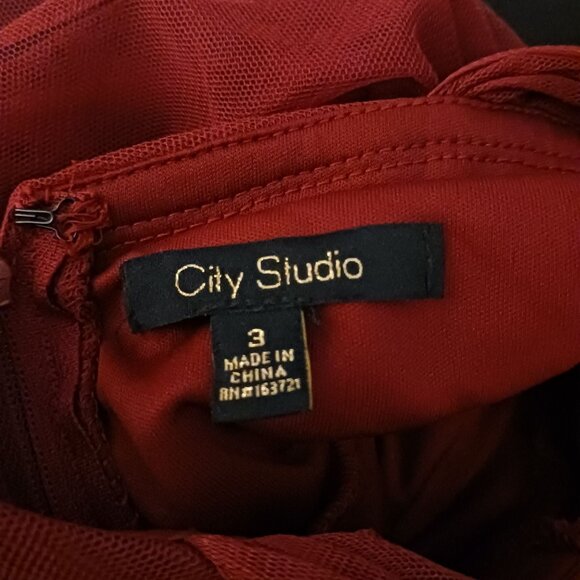 City Studio
3
MADE IN
CHINA
RN#163721